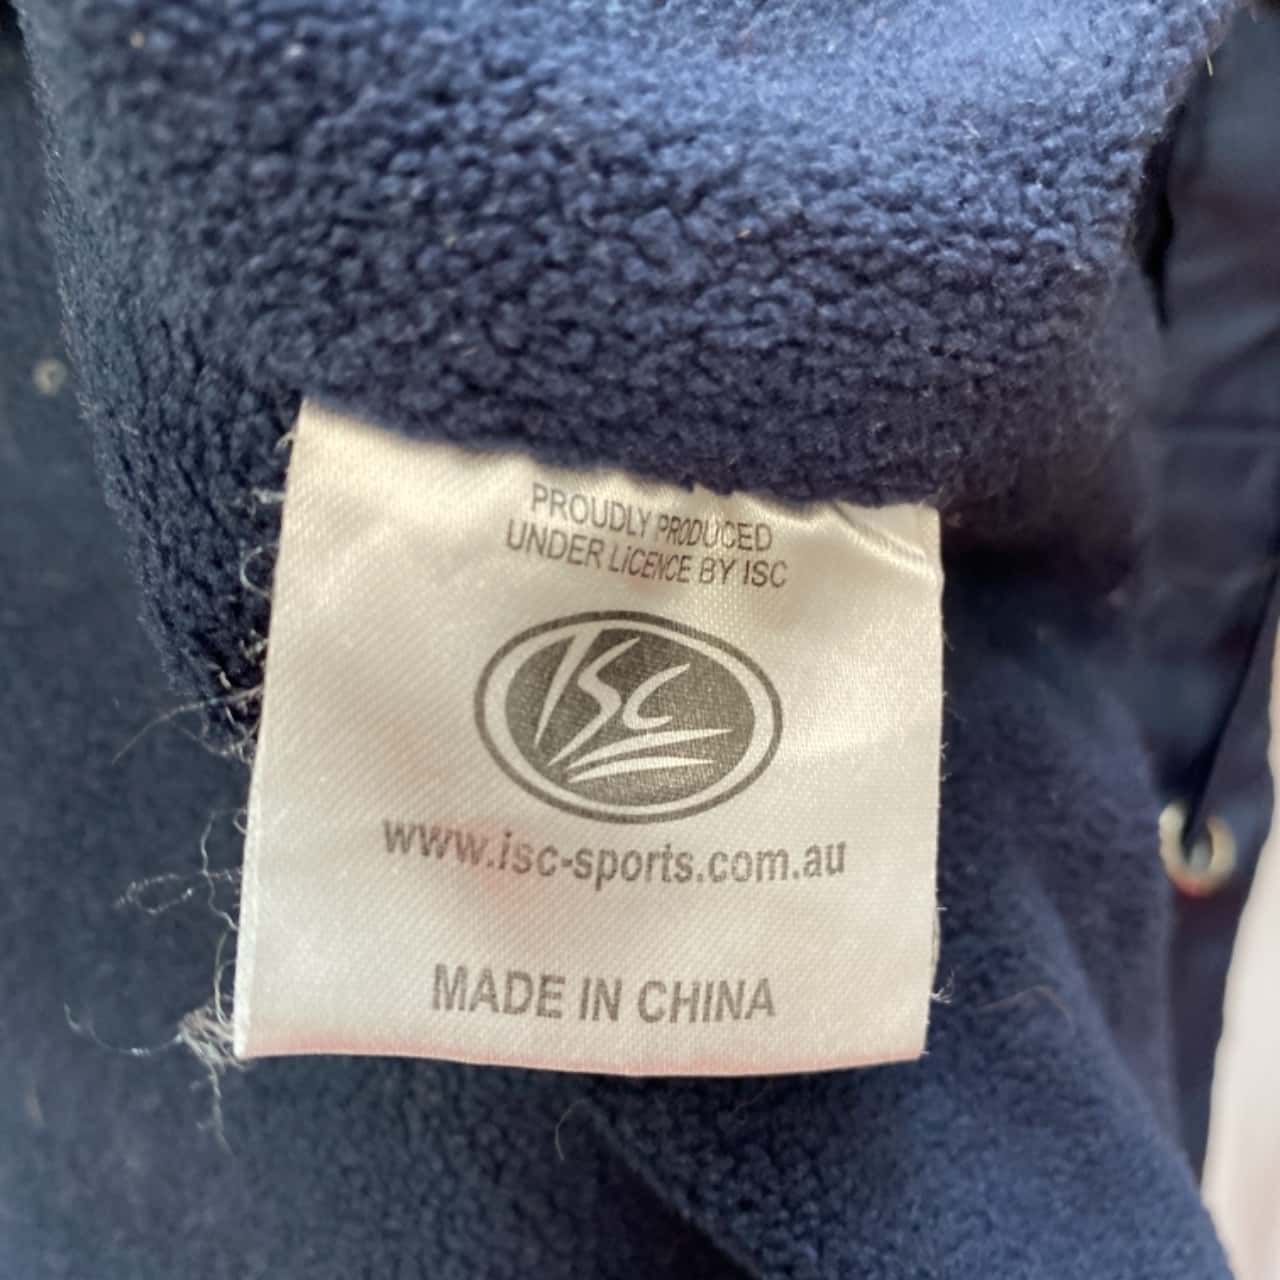 PROUDLY PRODUCED
UNDER LiCENCE BY ISC
ISC
www.isc-sports.com.au
MADE IN CHINA